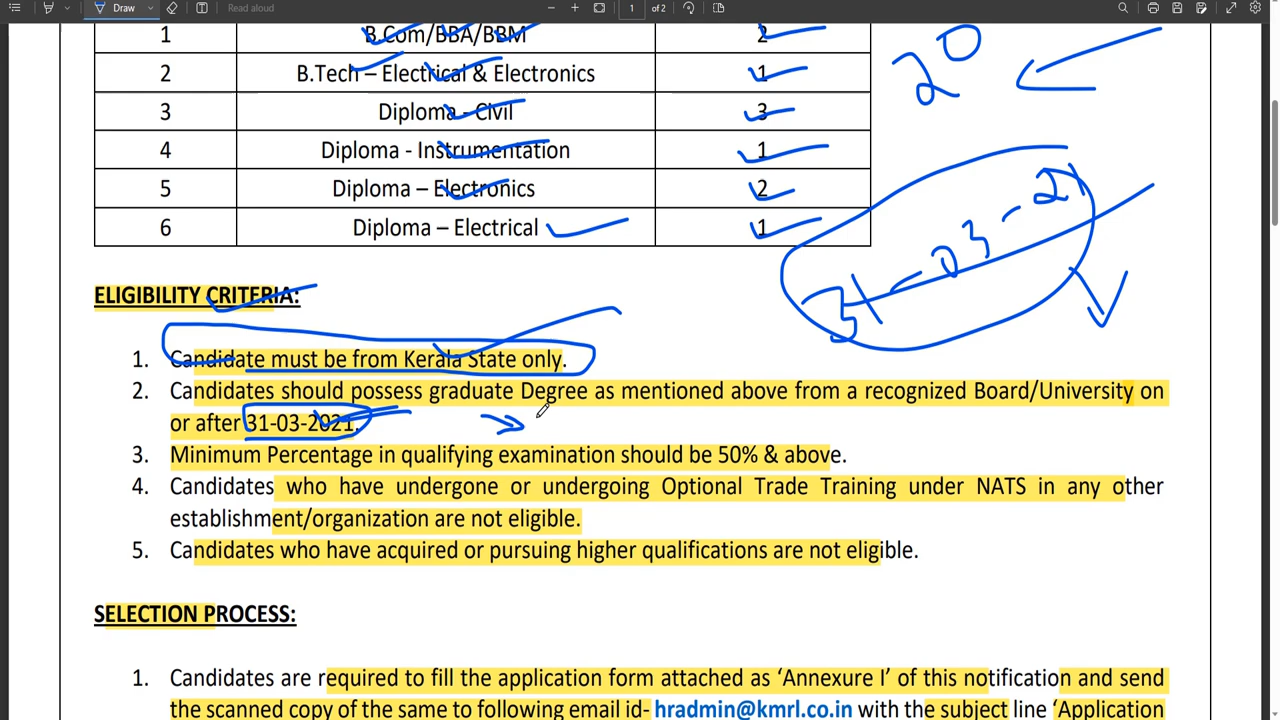 Draw
Read aloud
1 of 2
1 B.Com/BBA/BBM 2
2 B.Tech – Electrical & Electronics 1
3 Diploma - Civil 3
4 Diploma - Instrumentation 1
5 Diploma – Electronics 2
6 Diploma – Electrical 1
20
31-03-21
ELIGIBILITY CRITERIA:
1. Candidate must be from Kerala State only.
2. Candidates should possess graduate Degree as mentioned above from a recognized Board/University on
or after 31-03-2021.
3. Minimum Percentage in qualifying examination should be 50% & above.
4. Candidates who have undergone or undergoing Optional Trade Training under NATS in any other
establishment/organization are not eligible.
5. Candidates who have acquired or pursuing higher qualifications are not eligible.
SELECTION PROCESS:
1. Candidates are required to fill the application form attached as ‘Annexure I’ of this notification and send
the scanned copy of the same to following email id- hradmin@kmrl.co.in with the subject line ‘Application